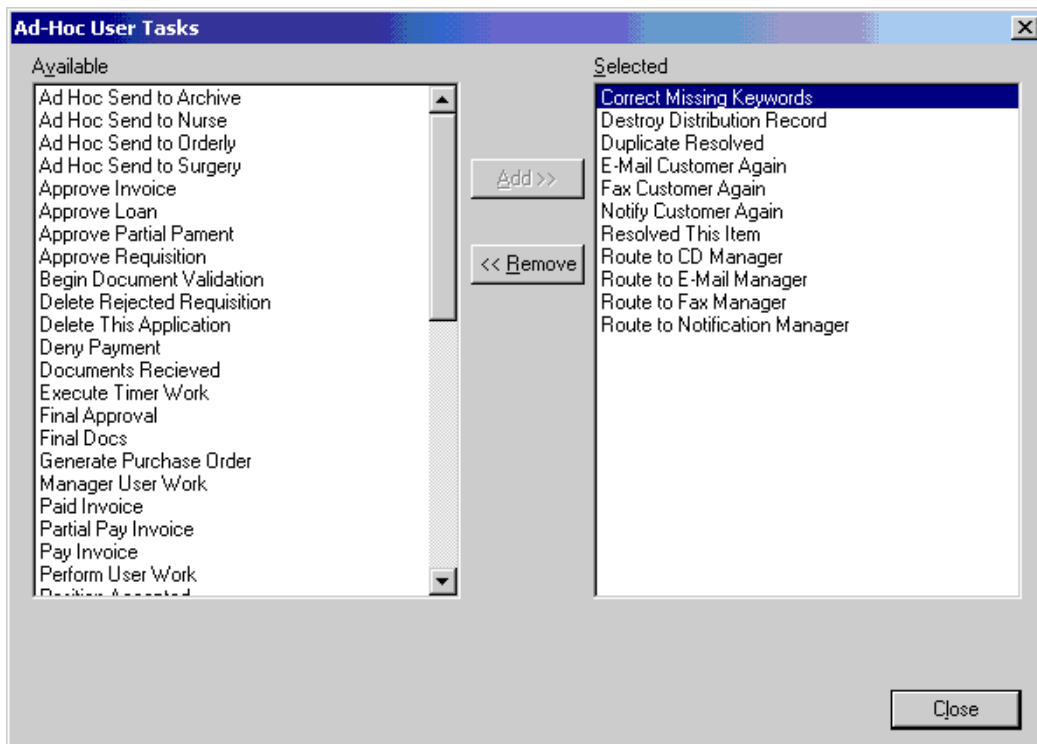 Ad-Hoc User Tasks
Available
Ad Hoc Send to Archive
Ad Hoc Send to Nurse
Ad Hoc Send to Orderly
Ad Hoc Send to Surgery
Approve Invoice
Approve Loan
Approve Partial Pament
Approve Requisition
Begin Document Validation
Delete Rejected Requisition
Delete This Application
Deny Payment
Documents Recieved
Execute Timer Work
Final Approval
Final Docs
Generate Purchase Order
Manager User Work
Paid Invoice
Partial Pay Invoice
Pay Invoice
Perform User Work
Position Accepted
Add >>
<< Remove
Selected
Correct Missing Keywords
Destroy Distribution Record
Duplicate Resolved
E-Mail Customer Again
Fax Customer Again
Notify Customer Again
Resolved This Item
Route to CD Manager
Route to E-Mail Manager
Route to Fax Manager
Route to Notification Manager
Close